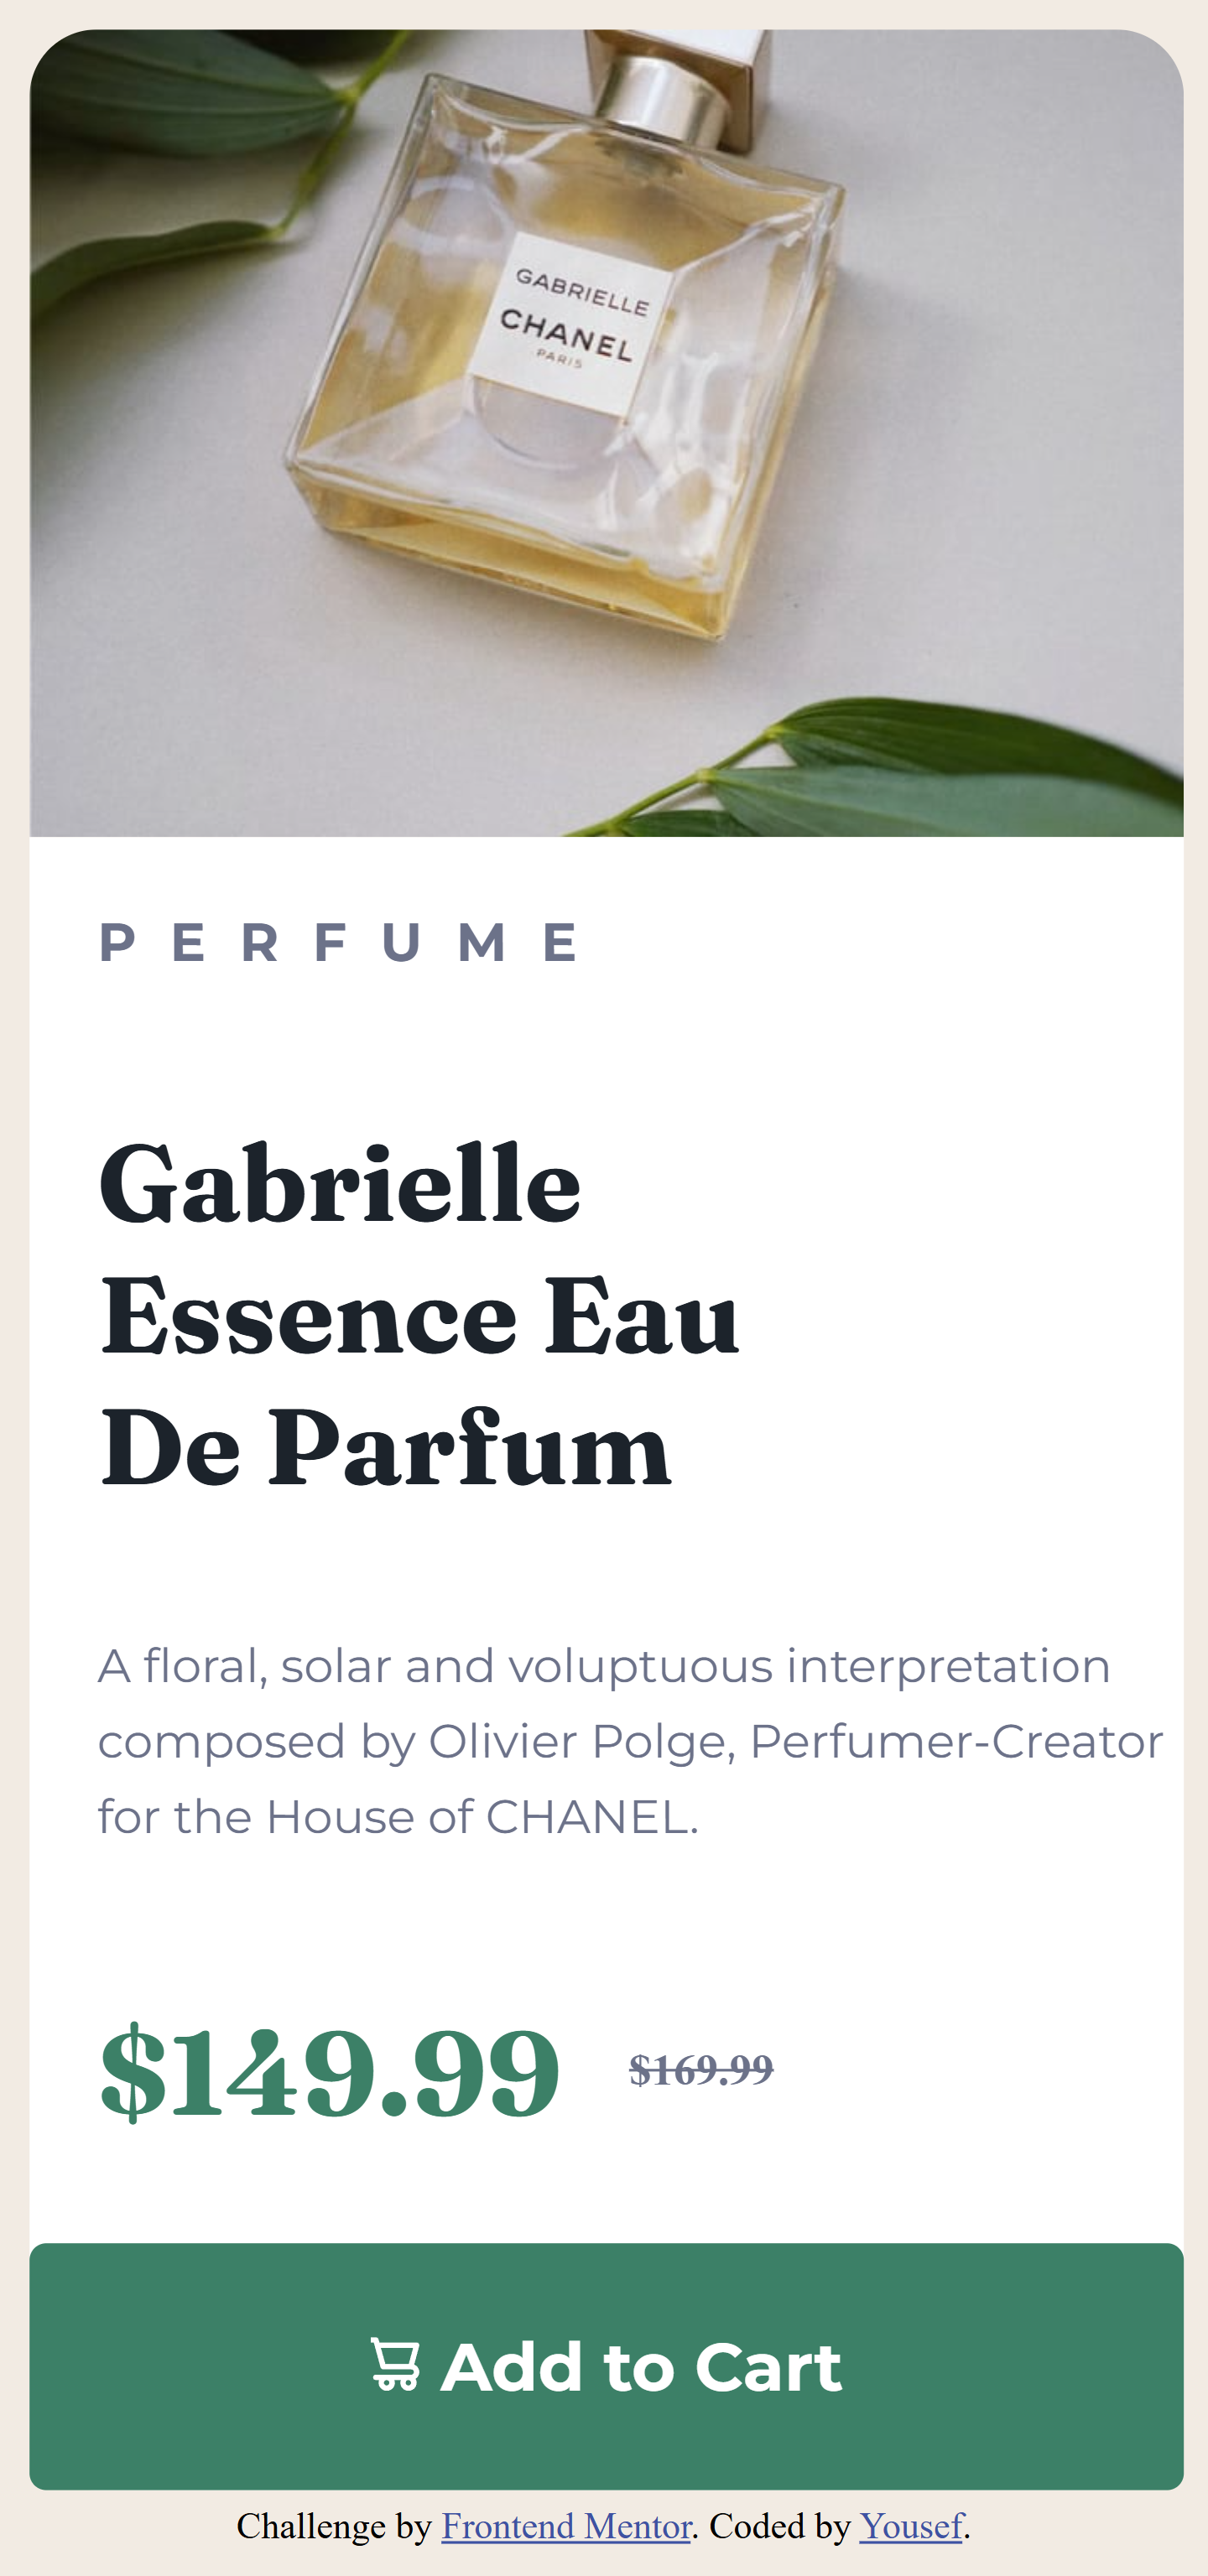 GABRIELLE
CHANEL
PARIS
PERFUME
Gabrielle
Essence Eau
De Parfum
A floral, solar and voluptuous interpretation
composed by Olivier Polge, Perfumer-Creator
for the House of CHANEL.
$149.99 $169.99
Add to Cart
Challenge by Frontend Mentor. Coded by Yousef.